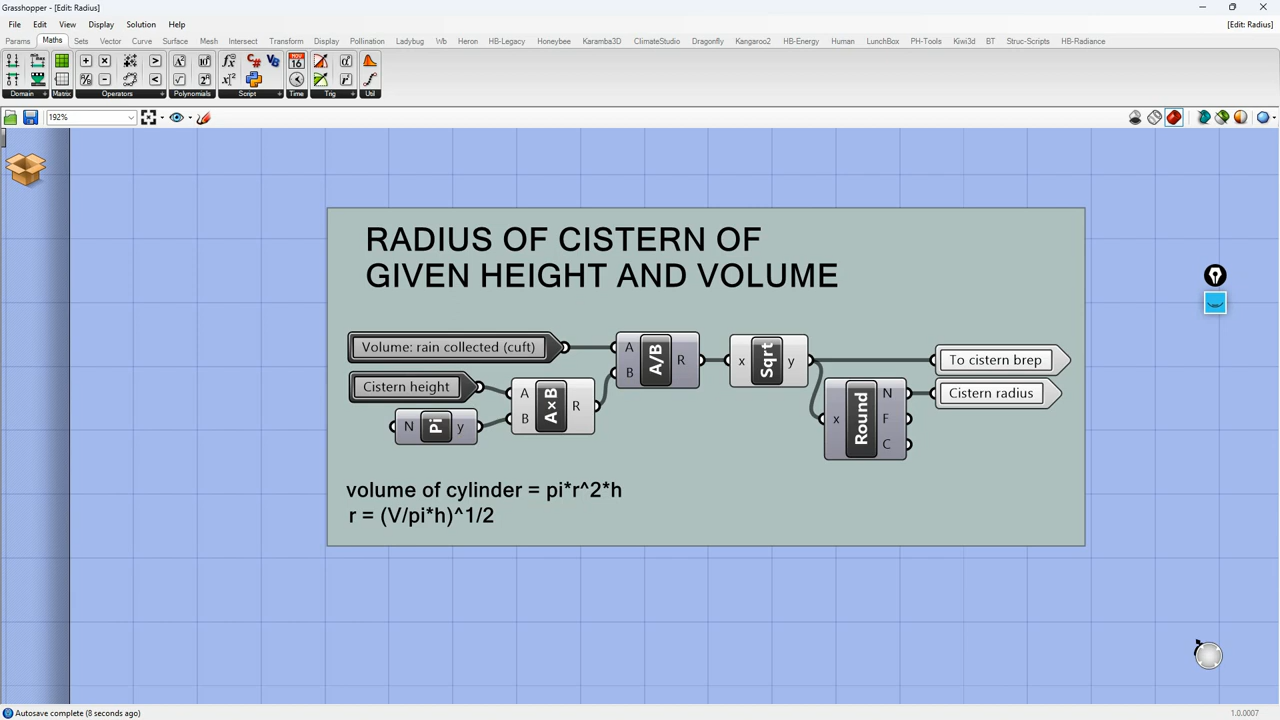 Grasshopper - [Edit: Radius]
File Edit View Display Solution Help
[Edit: Radius]
Params Maths Sets Vector Curve Surface Mesh Intersect Transform Display Pollination Ladybug Wb Heron HB-Legacy Honeybee Karamba3D ClimateStudio Dragonfly Kangaroo2 HB-Energy Human LunchBox BT PH-Tools Kiwi3d Struc-Scripts HB-Radiance
Domain Matrix Operators Polynomials Script Time Trig Util
192%
RADIUS OF CISTERN OF
GIVEN HEIGHT AND VOLUME
Volume: rain collected (cuft)
Cistern height
N Pi y
A B A×B R
A B A/B R
x Sqrt y
x Round N F C
To cistern brep
Cistern radius
volume of cylinder = pi*r^2*h
r = (V/pi*h)^1/2
Autosave complete (8 seconds ago)
1.0.0007